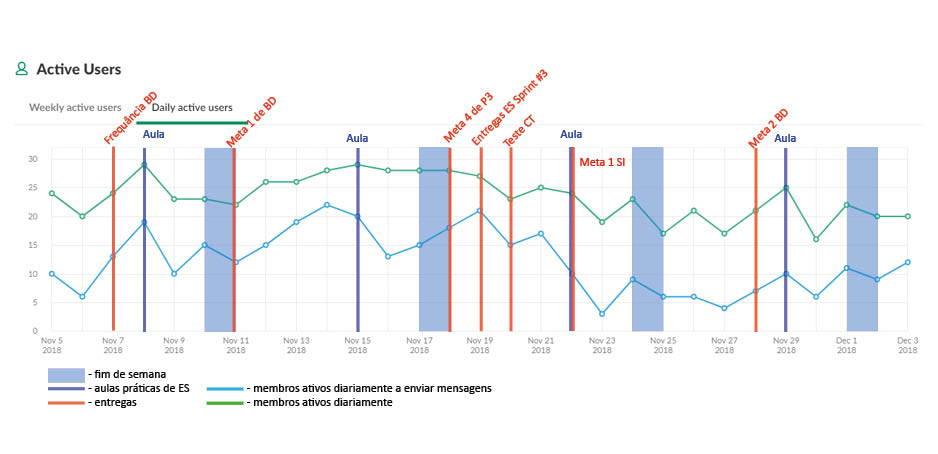 Active Users
Weekly active users
Daily active users
Frequância BD
Aula
Meta 1 de BD
Aula
Meta 4 de P3
Entregas ES Sprint #3
Teste CT
Aula
Meta 1 SI
Meta 2 BD
Aula
30
25
20
15
10
5
0
Nov 5 2018
Nov 7 2018
Nov 9 2018
Nov 11 2018
Nov 13 2018
Nov 15 2018
Nov 17 2018
Nov 19 2018
Nov 21 2018
Nov 23 2018
Nov 25 2018
Nov 27 2018
Nov 29 2018
Dec 1 2018
Dec 3 2018
- fim de semana
- aulas práticas de ES
- membros ativos diariamente a enviar mensagens
- entregas
- membros ativos diariamente